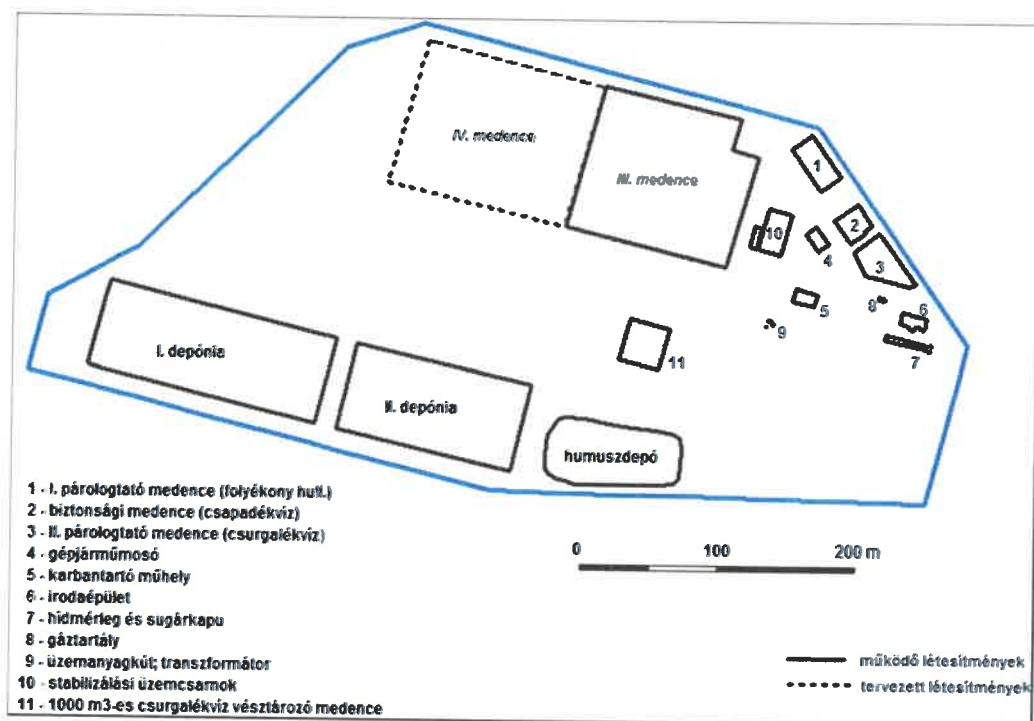 IV. medence
III. medence
1
2
3
4
5
6
7
8
9
10
11
I. depónia
II. depónia
humuszdepó
1 - I. párologtató medence (folyékony hull.)
2 - biztonsági medence (csapadékvíz)
3 - II. párologtató medence (csurgalékvíz)
4 - gépjárműmosó
5 - karbantartó műhely
6 - irodaépület
7 - hídmérleg és sugárkapu
8 - gáztartály
9 - üzemanyagkút; transzformátor
10 - stabilizálási üzemcsarnok
11 - 1000 m3-es csurgalékvíz vésztározó medence
0 100 200 m
működő létesítmények
tervezett létesítmények